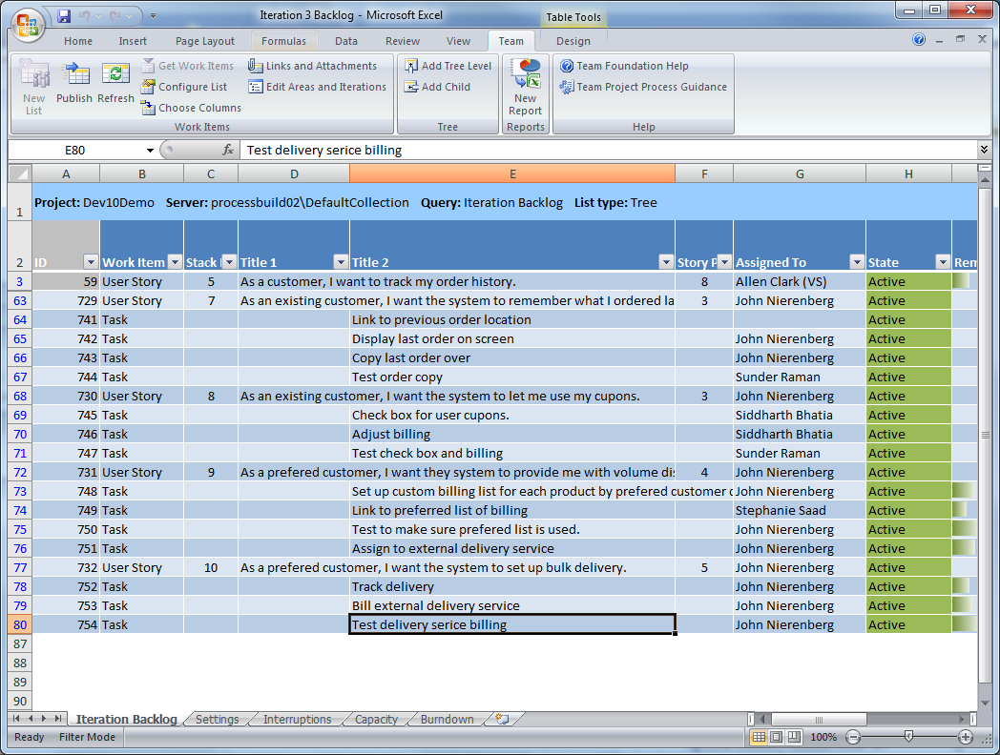 Iteration 3 Backlog - Microsoft Excel
Table Tools
Home Insert Page Layout Formulas Data Review View Team Design
New List
Publish
Refresh
Get Work Items
Configure List
Choose Columns
Links and Attachments
Edit Areas and Iterations
Work Items
Add Tree Level
Add Child
Tree
New Report
Reports
Team Foundation Help
Team Project Process Guidance
Help
E80 fx Test delivery serice billing
A B C D E F G H
1 Project: Dev10Demo Server: processbuild02\DefaultCollection Query: Iteration Backlog List type: Tree
2 ID Work Item Stack Title 1 Title 2 Story P Assigned To State Rem
3 59 User Story 5 As a customer, I want to track my order history. 8 Allen Clark (VS) Active
63 729 User Story 7 As an existing customer, I want the system to remember what I ordered la 3 John Nierenberg Active
64 741 Task Link to previous order location Active
65 742 Task Display last order on screen John Nierenberg Active
66 743 Task Copy last order over John Nierenberg Active
67 744 Task Test order copy Sunder Raman Active
68 730 User Story 8 As an existing customer, I want the system to let me use my cupons. 3 John Nierenberg Active
69 745 Task Check box for user cupons. Siddharth Bhatia Active
70 746 Task Adjust billing Siddharth Bhatia Active
71 747 Task Test check box and billing Sunder Raman Active
72 731 User Story 9 As a prefered customer, I want they system to provide me with volume dis 4 John Nierenberg Active
73 748 Task Set up custom billing list for each product by prefered customer c John Nierenberg Active
74 749 Task Link to preferred list of billing Stephanie Saad Active
75 750 Task Test to make sure prefered list is used. John Nierenberg Active
76 751 Task Assign to external delivery service John Nierenberg Active
77 732 User Story 10 As a prefered customer, I want the system to set up bulk delivery. 5 John Nierenberg Active
78 752 Task Track delivery John Nierenberg Active
79 753 Task Bill external delivery service John Nierenberg Active
80 754 Task Test delivery serice billing John Nierenberg Active
87
88
89
90
Iteration Backlog Settings Interruptions Capacity Burndown
Ready Filter Mode 100%